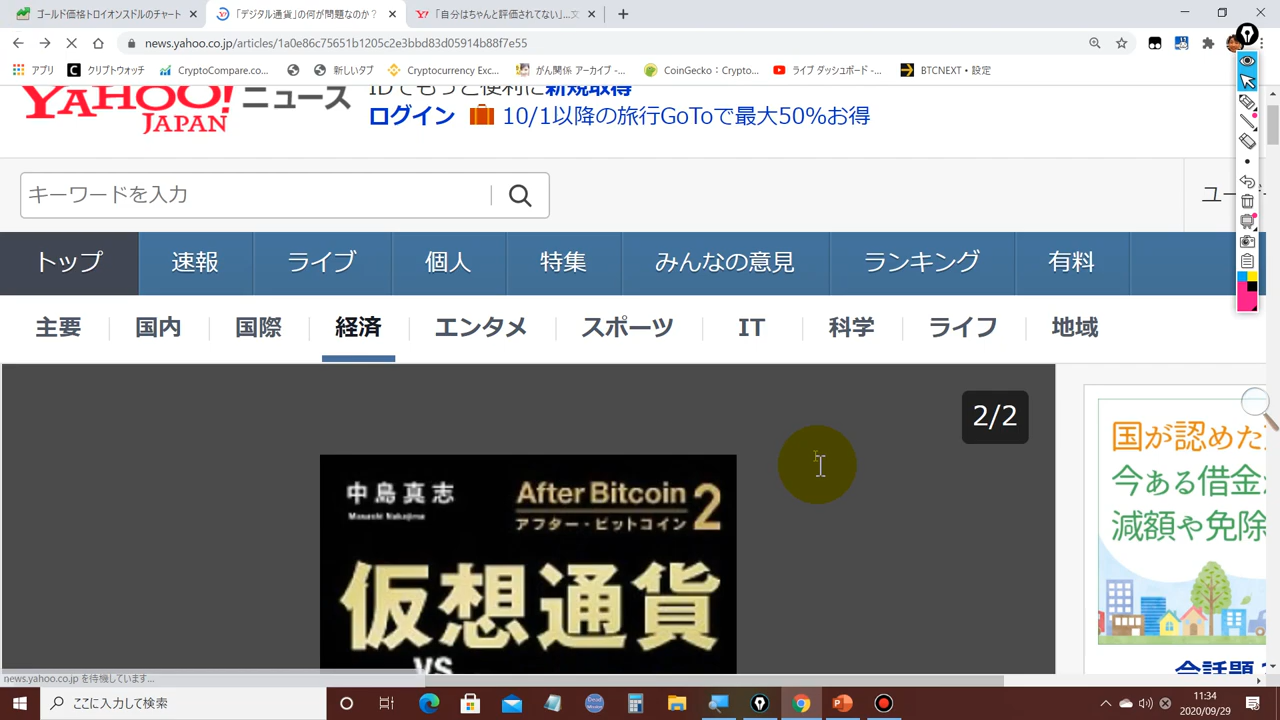 ゴールド価格トロイオンスドルのチャート
「デジタル通貨」の何が問題なのか？
「自分はちゃんと評価されてない」...文
news.yahoo.co.jp/articles/1a0e86c75651b1205c2e3bbd83d05914b88f7e55
アプリ
クリプトウォッチ
CryptoCompare.co...
新しいタブ
Cryptocurrency Exc...
がん関係 アーカイブ -...
CoinGecko：Crypto...
ライブ ダッシュボード -...
BTCNEXT・設定
YAHOO! ニュース
JAPAN
IDでもっと便利に新規取得
ログイン 10/1以降の旅行GoToで最大50%お得
キーワードを入力
トップ 速報 ライブ 個人 特集 みんなの意見 ランキング 有料
主要 国内 国際 経済 エンタメ スポーツ IT 科学 ライフ 地域
2/2
中島真志
Masashi Nakajima
After Bitcoin 2
アフター・ビットコイン
仮想通貨
vs
国が認めた
今ある借金
減額や免除
会話題
news.yahoo.co.jp を待機しています...
ここに入力して検索
11:34
2020/09/29